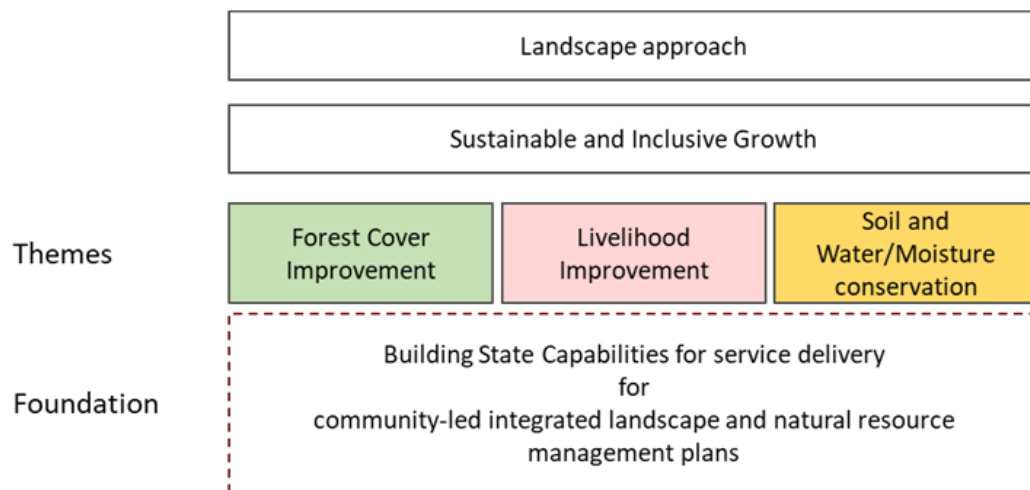 Landscape approach
Sustainable and Inclusive Growth
Themes
Forest Cover
Improvement
Livelihood
Improvement
Soil and
Water/Moisture
conservation
Foundation
Building State Capabilities for service delivery
for
community-led integrated landscape and natural resource
management plans